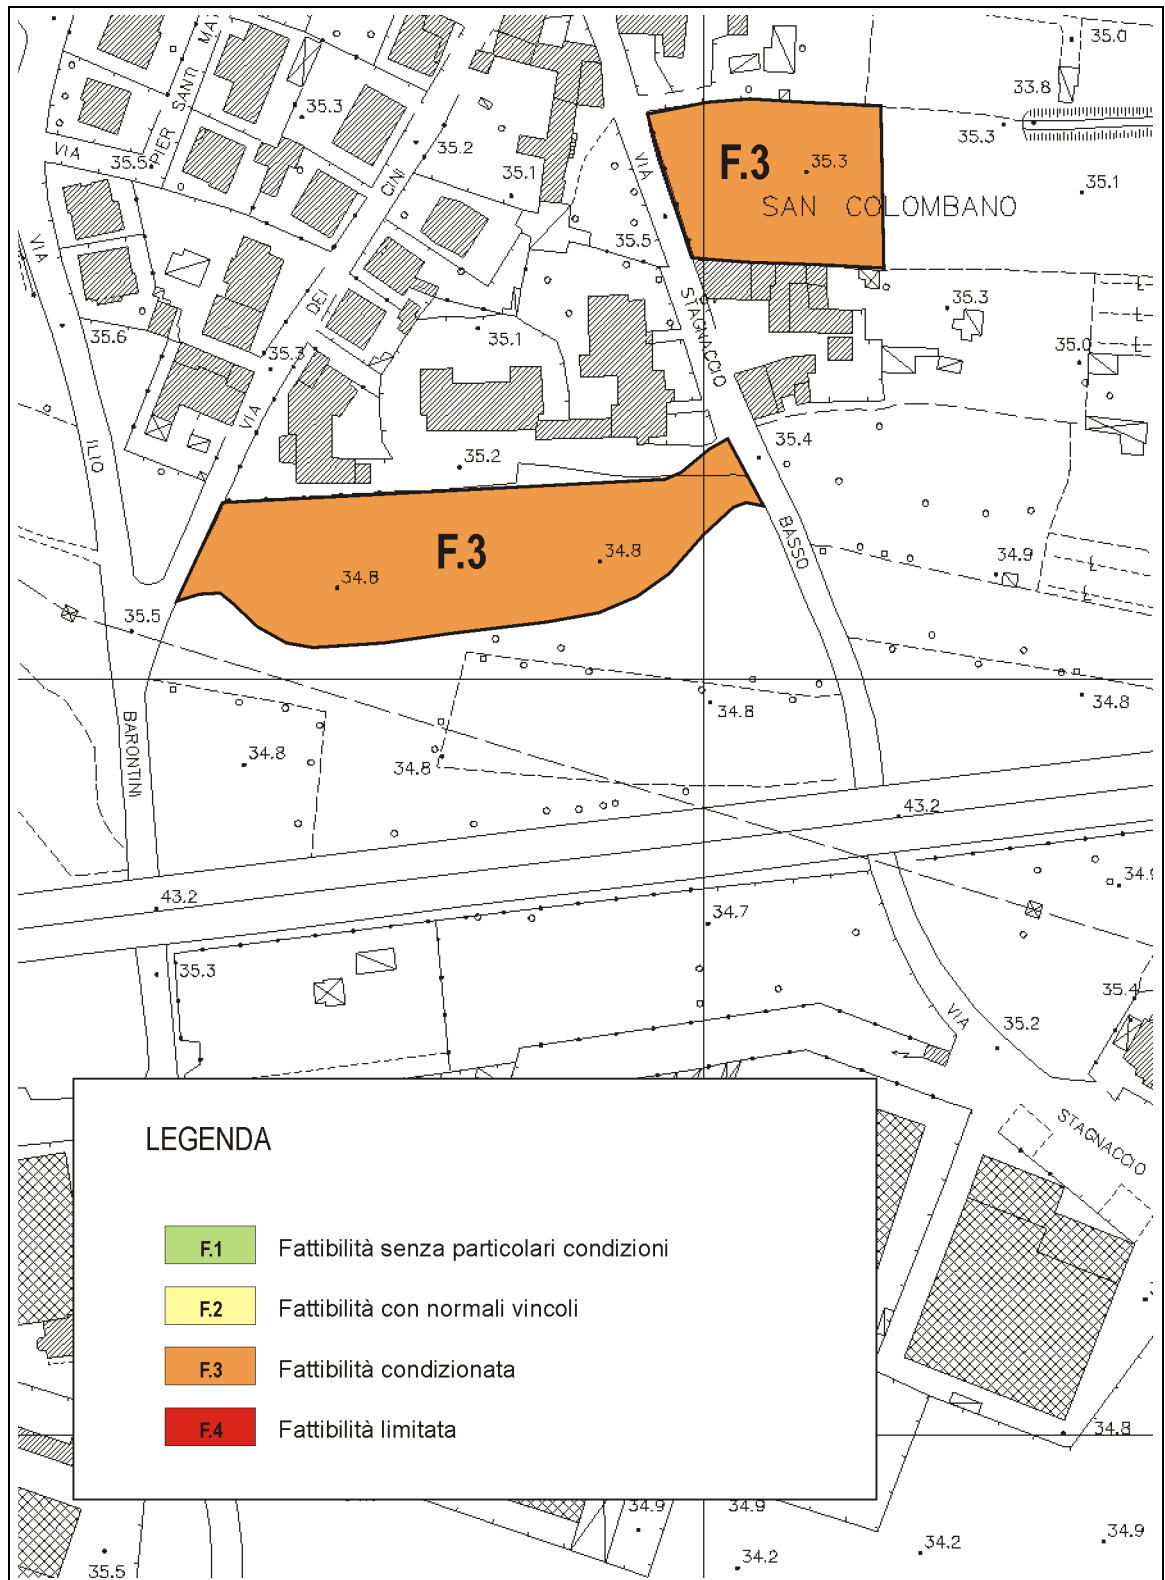 35.0
33.8
35.3
35.1
VIA
PIER SANTI MAT
35.5
35.3
35.2
35.1
VIA DEI CINI
F.3
35.3
SAN COLOMBANO
35.5
VIA STAGNACCIO BASSO
VIA
35.6
35.3
35.1
35.3
35.0
L
L
L
ILIO
35.2
35.4
F.3
34.8
34.8
34.9
L
L
35.5
BARONTINI
34.8
34.8
34.8
34.8
43.2
43.2
34.9
34.7
35.3
35.4
VIA
35.2
STAGNACCIO
LEGENDA
F.1 Fattibilità senza particolari condizioni
F.2 Fattibilità con normali vincoli
F.3 Fattibilità condizionata
F.4 Fattibilità limitata
34.8
34.9
34.9
34.9
34.2
34.2
35.5